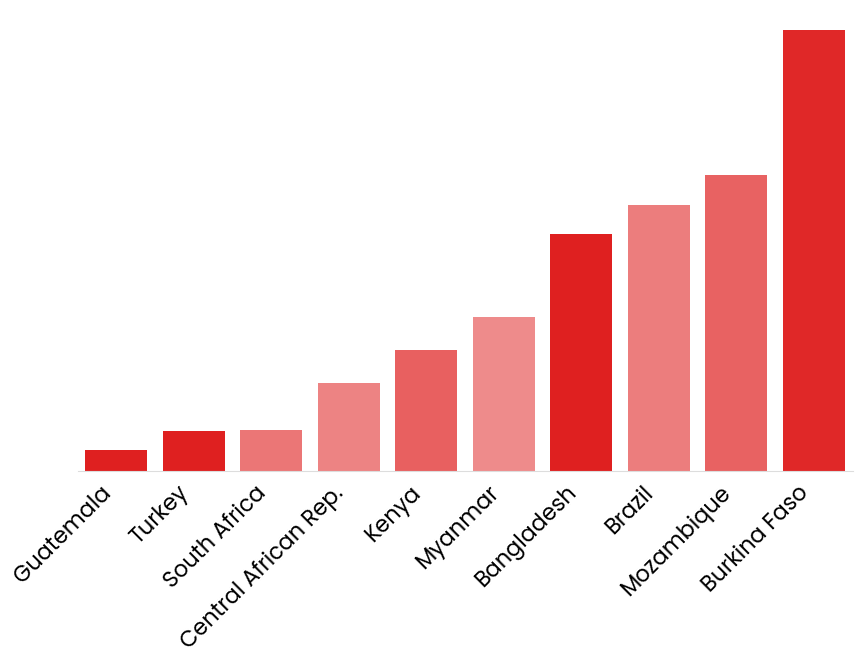 Guatemala
Turkey
South Africa
Central African Rep.
Kenya
Myanmar
Bangladesh
Brazil
Mozambique
Burkina Faso